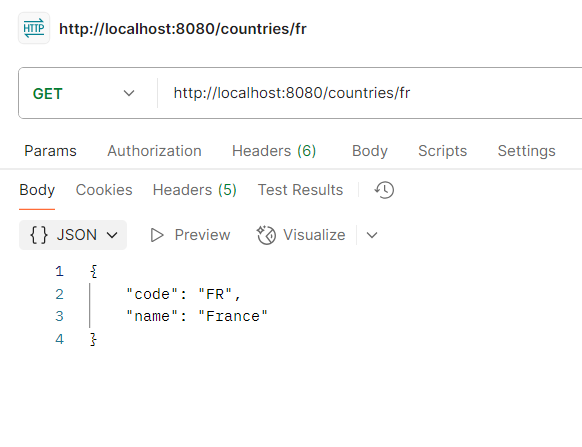 HTTP http://localhost:8080/countries/fr
GET http://localhost:8080/countries/fr
Params Authorization Headers (6) Body Scripts Settings
Body Cookies Headers (5) Test Results
{} JSON Preview Visualize
1 {
2 "code": "FR",
3 "name": "France"
4 }